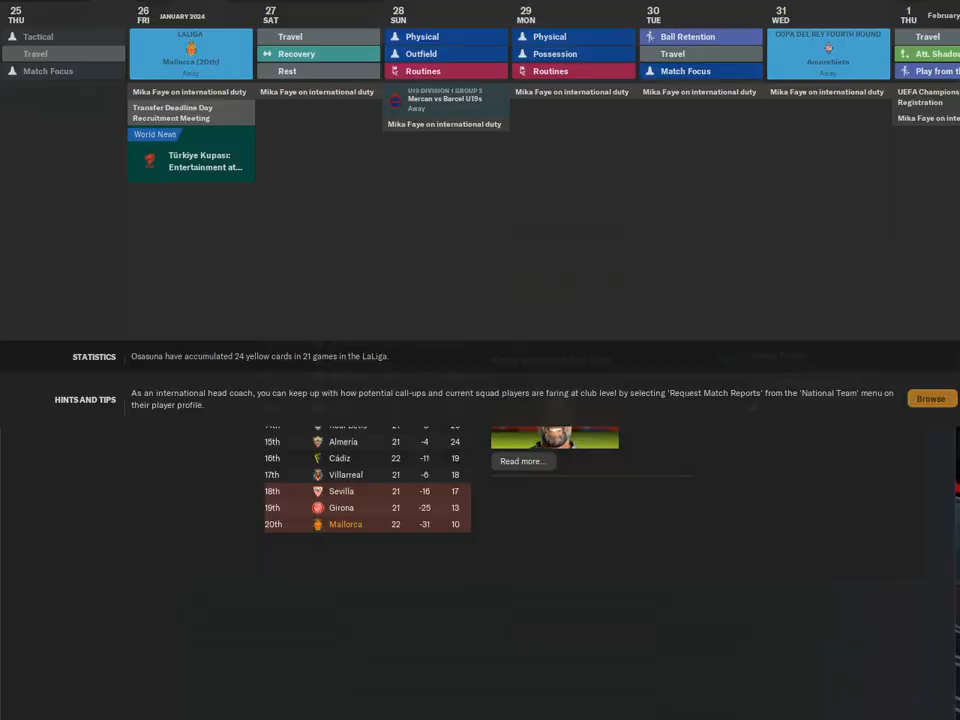 25
THU
26
FRI
JANUARY 2024
27
SAT
28
SUN
29
MON
30
TUE
31
WED
1
THU
February
Tactical
Travel
Match Focus
LALIGA
Mallorca (20th)
Away
Travel
Recovery
Rest
Physical
Outfield
Routines
Physical
Possession
Routines
Ball Retention
Travel
Match Focus
COPA DEL REY FOURTH ROUND
Amorebieta
Away
Travel
Att. Shadow
Play from t
Mika Faye on international duty
Transfer Deadline Day
Recruitment Meeting
World News
Türkiye Kupası:
Entertainment at...
Mika Faye on international duty
U19 DIVISION 1 GROUP 3
Mercan vs Barcel U19s
Away
Mika Faye on international duty
Mika Faye on international duty
Mika Faye on international duty
Mika Faye on international duty
UEFA Champions
Registration
Mika Faye on inte
STATISTICS
Osasuna have accumulated 24 yellow cards in 21 games in the LaLiga.
HINTS AND TIPS
As an international head coach, you can keep up with how potential call-ups and current squad players are faring at club level by selecting 'Request Match Reports' from the 'National Team' menu on
their player profile.
Browse
15th Almería 21 -4 24
16th Cádiz 22 -11 19
17th Villarreal 21 -6 18
18th Sevilla 21 -16 17
19th Girona 21 -25 13
20th Mallorca 22 -31 10
Read more...